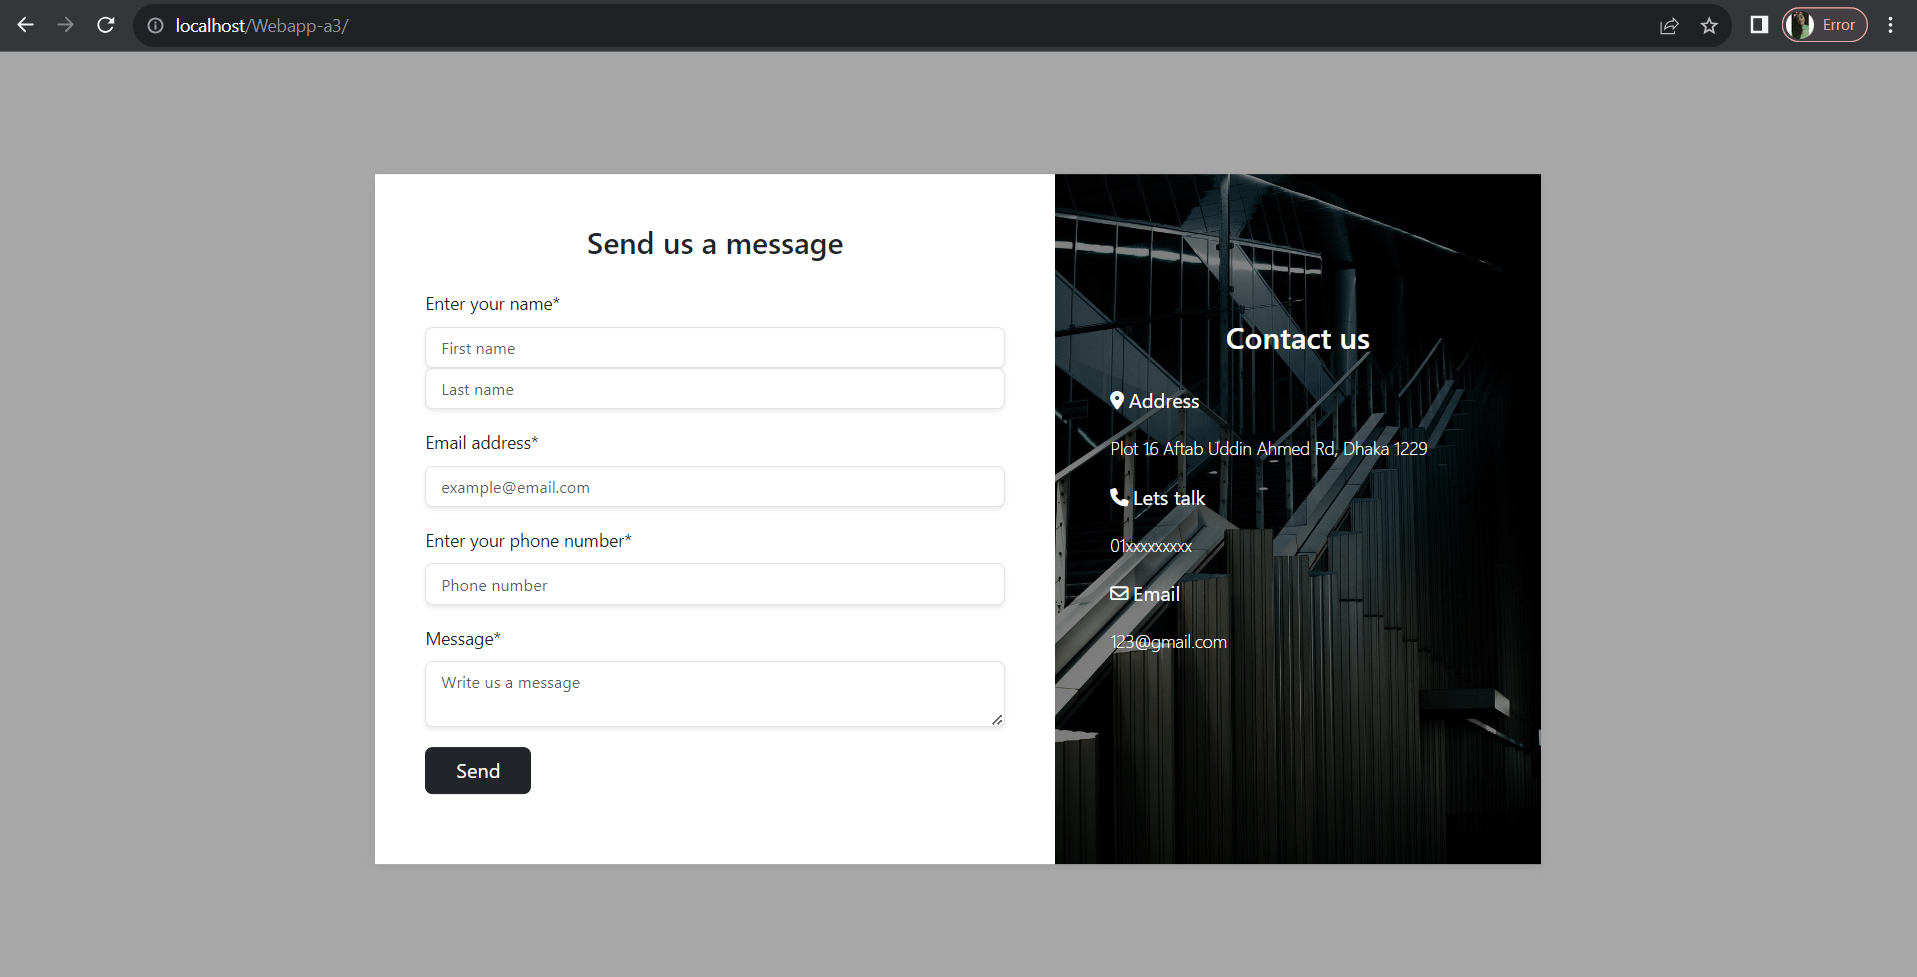 localhost/Webapp-a3/
Error
Send us a message
Enter your name*
First name
Last name
Email address*
example@email.com
Enter your phone number*
Phone number
Message*
Write us a message
Send
Contact us
Address
Plot 16 Aftab Uddin Ahmed Rd, Dhaka 1229
Lets talk
01xxxxxxxxx
Email
123@gmail.com